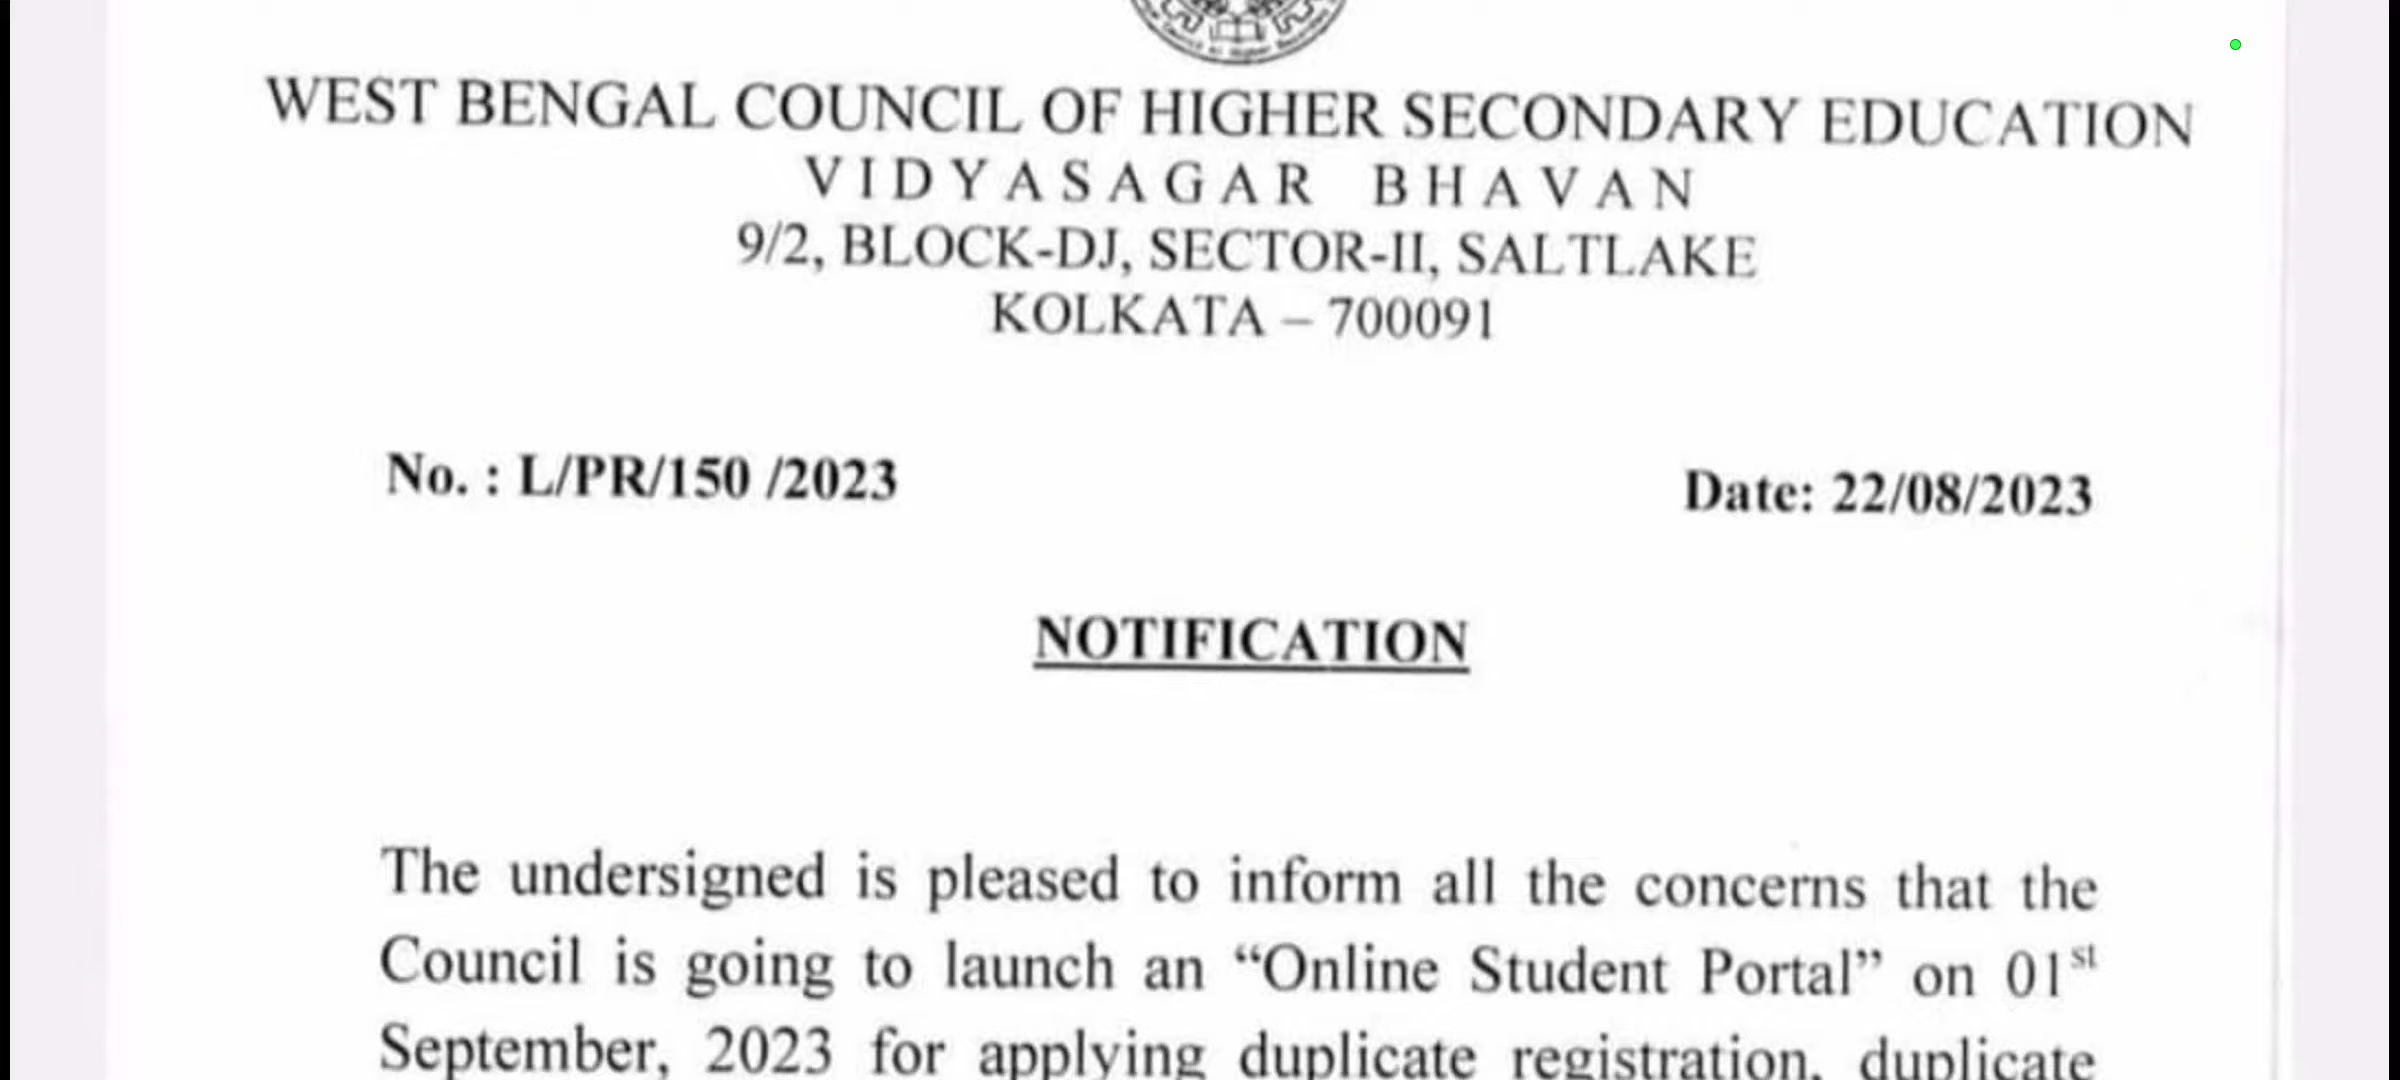 WEST BENGAL COUNCIL OF HIGHER SECONDARY EDUCATION
VIDYASAGAR BHAVAN
9/2, BLOCK-DJ, SECTOR-II, SALTLAKE
KOLKATA – 700091
No. : L/PR/150 /2023
Date: 22/08/2023
NOTIFICATION
The undersigned is pleased to inform all the concerns that the
Council is going to launch an “Online Student Portal” on 01st
September, 2023 for applying duplicate registration, duplicate